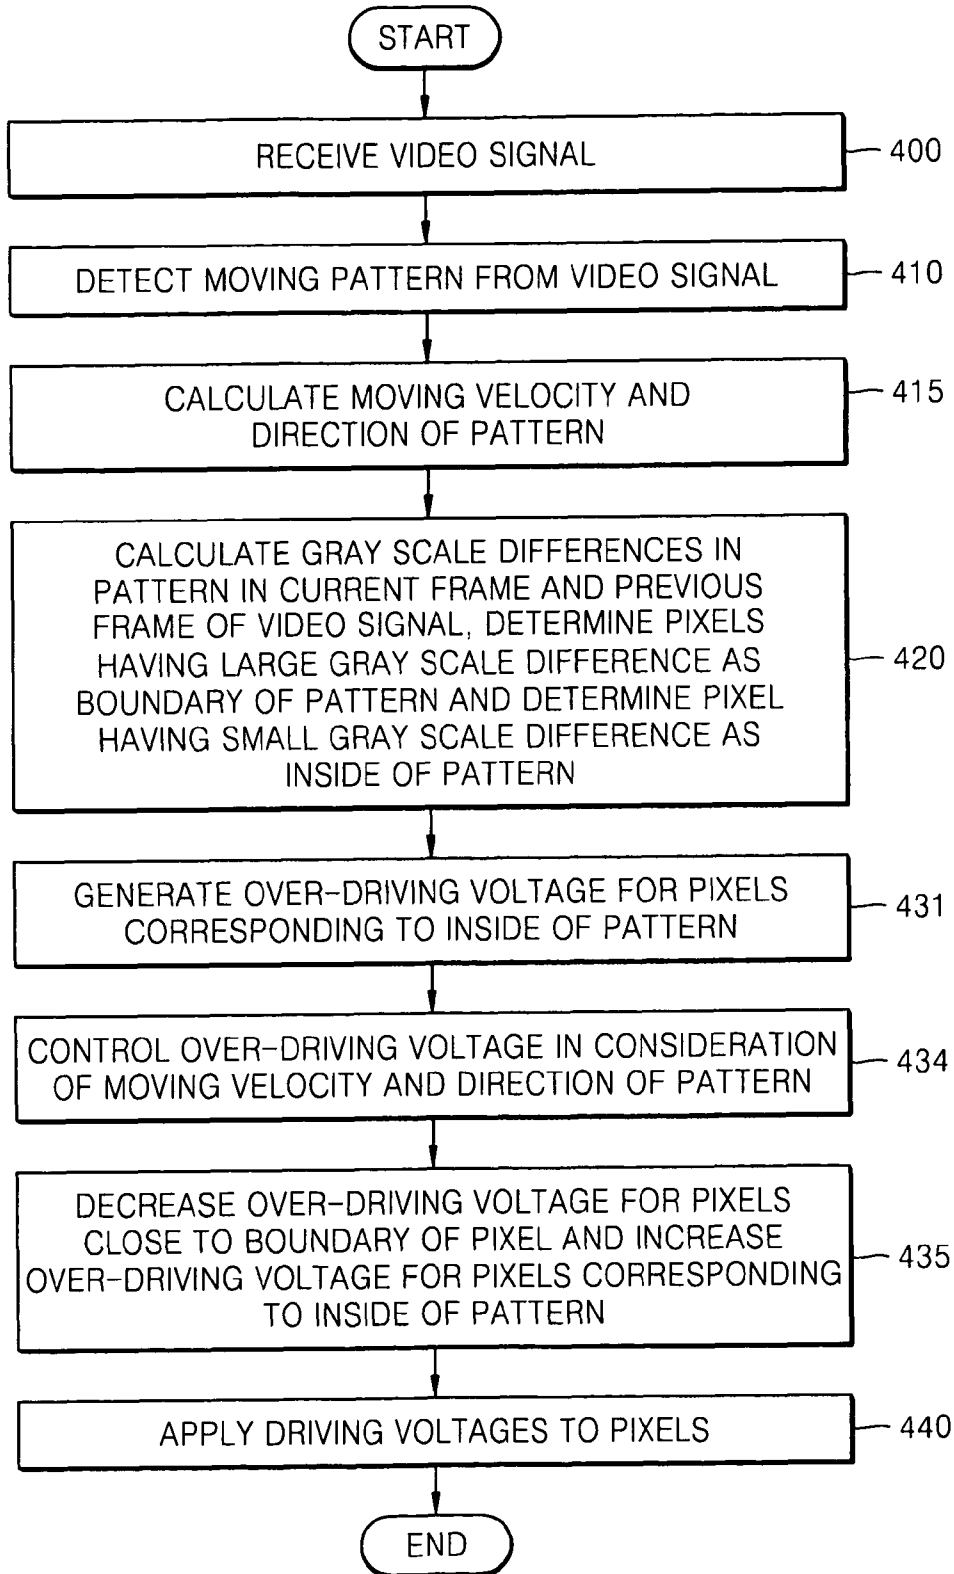 START
RECEIVE VIDEO SIGNAL
400
DETECT MOVING PATTERN FROM VIDEO SIGNAL
410
CALCULATE MOVING VELOCITY AND
DIRECTION OF PATTERN
415
CALCULATE GRAY SCALE DIFFERENCES IN
PATTERN IN CURRENT FRAME AND PREVIOUS
FRAME OF VIDEO SIGNAL, DETERMINE PIXELS
HAVING LARGE GRAY SCALE DIFFERENCE AS
BOUNDARY OF PATTERN AND DETERMINE PIXEL
HAVING SMALL GRAY SCALE DIFFERENCE AS
INSIDE OF PATTERN
420
GENERATE OVER-DRIVING VOLTAGE FOR PIXELS
CORRESPONDING TO INSIDE OF PATTERN
431
CONTROL OVER-DRIVING VOLTAGE IN CONSIDERATION
OF MOVING VELOCITY AND DIRECTION OF PATTERN
434
DECREASE OVER-DRIVING VOLTAGE FOR PIXELS
CLOSE TO BOUNDARY OF PIXEL AND INCREASE
OVER-DRIVING VOLTAGE FOR PIXELS CORRESPONDING
TO INSIDE OF PATTERN
435
APPLY DRIVING VOLTAGES TO PIXELS
440
END